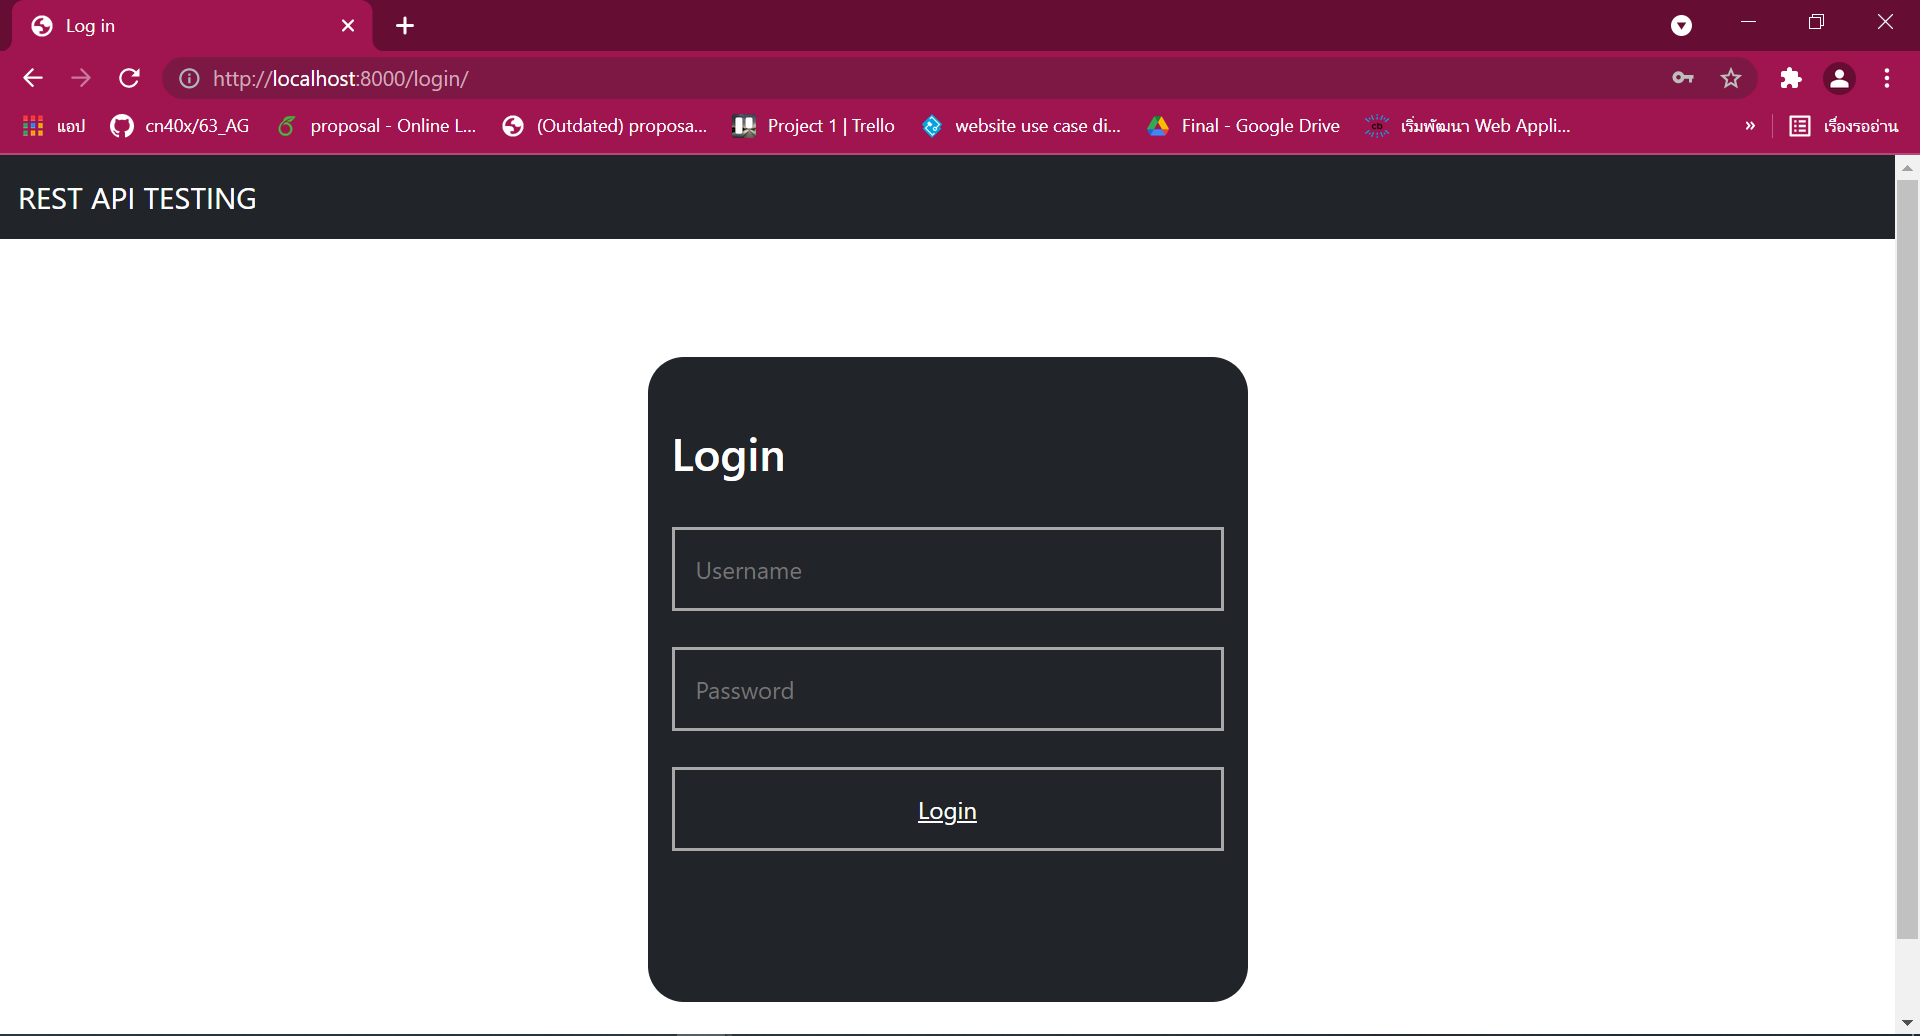 Log in
http://localhost:8000/login/
แอป
cn40x/63_AG
proposal - Online L...
(Outdated) proposa...
Project 1 | Trello
website use case di...
Final - Google Drive
CD
เริ่มพัฒนา Web Appli...
»
เรื่องรออ่าน
REST API TESTING
Login
Username
Password
Login